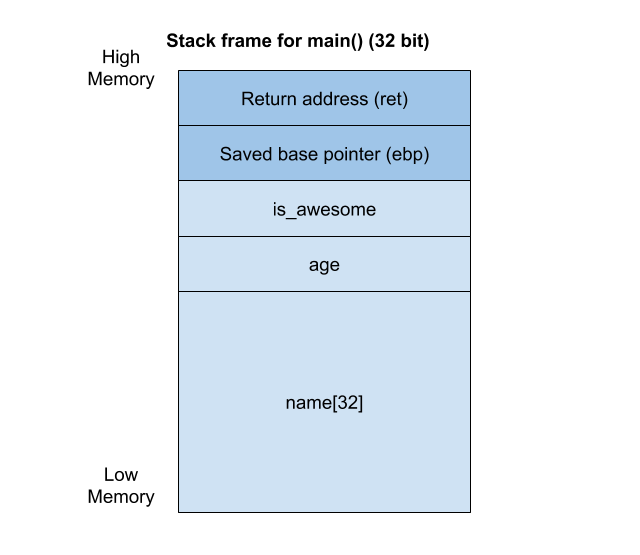 Stack frame for main() (32 bit)
High
Memory
Return address (ret)
Saved base pointer (ebp)
is_awesome
age
name[32]
Low
Memory